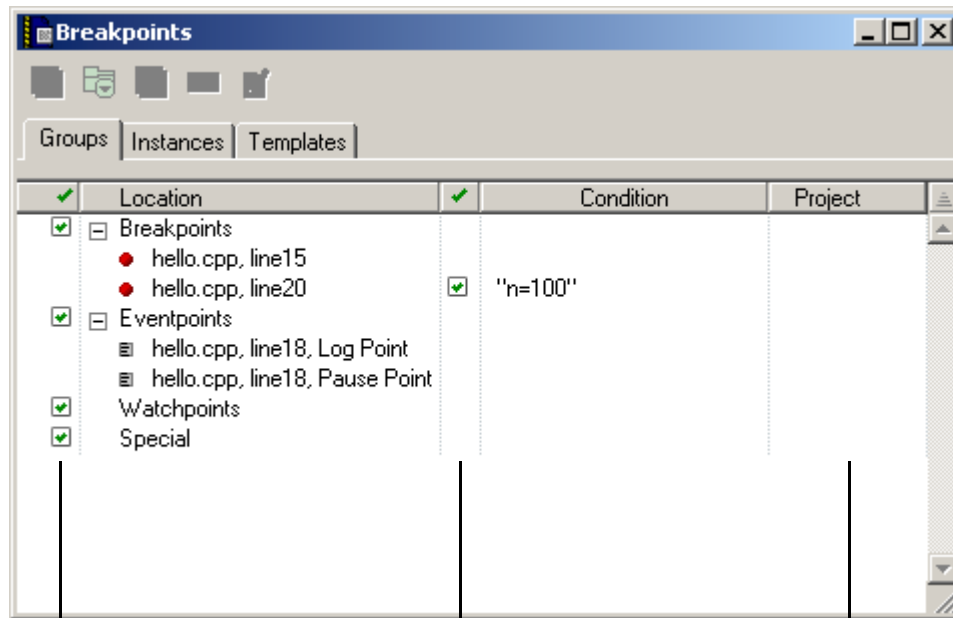 Breakpoints
Groups Instances Templates
Location Condition Project
Breakpoints
hello.cpp, line15
hello.cpp, line20 "n=100"
Eventpoints
hello.cpp, line18, Log Point
hello.cpp, line18, Pause Point
Watchpoints
Special